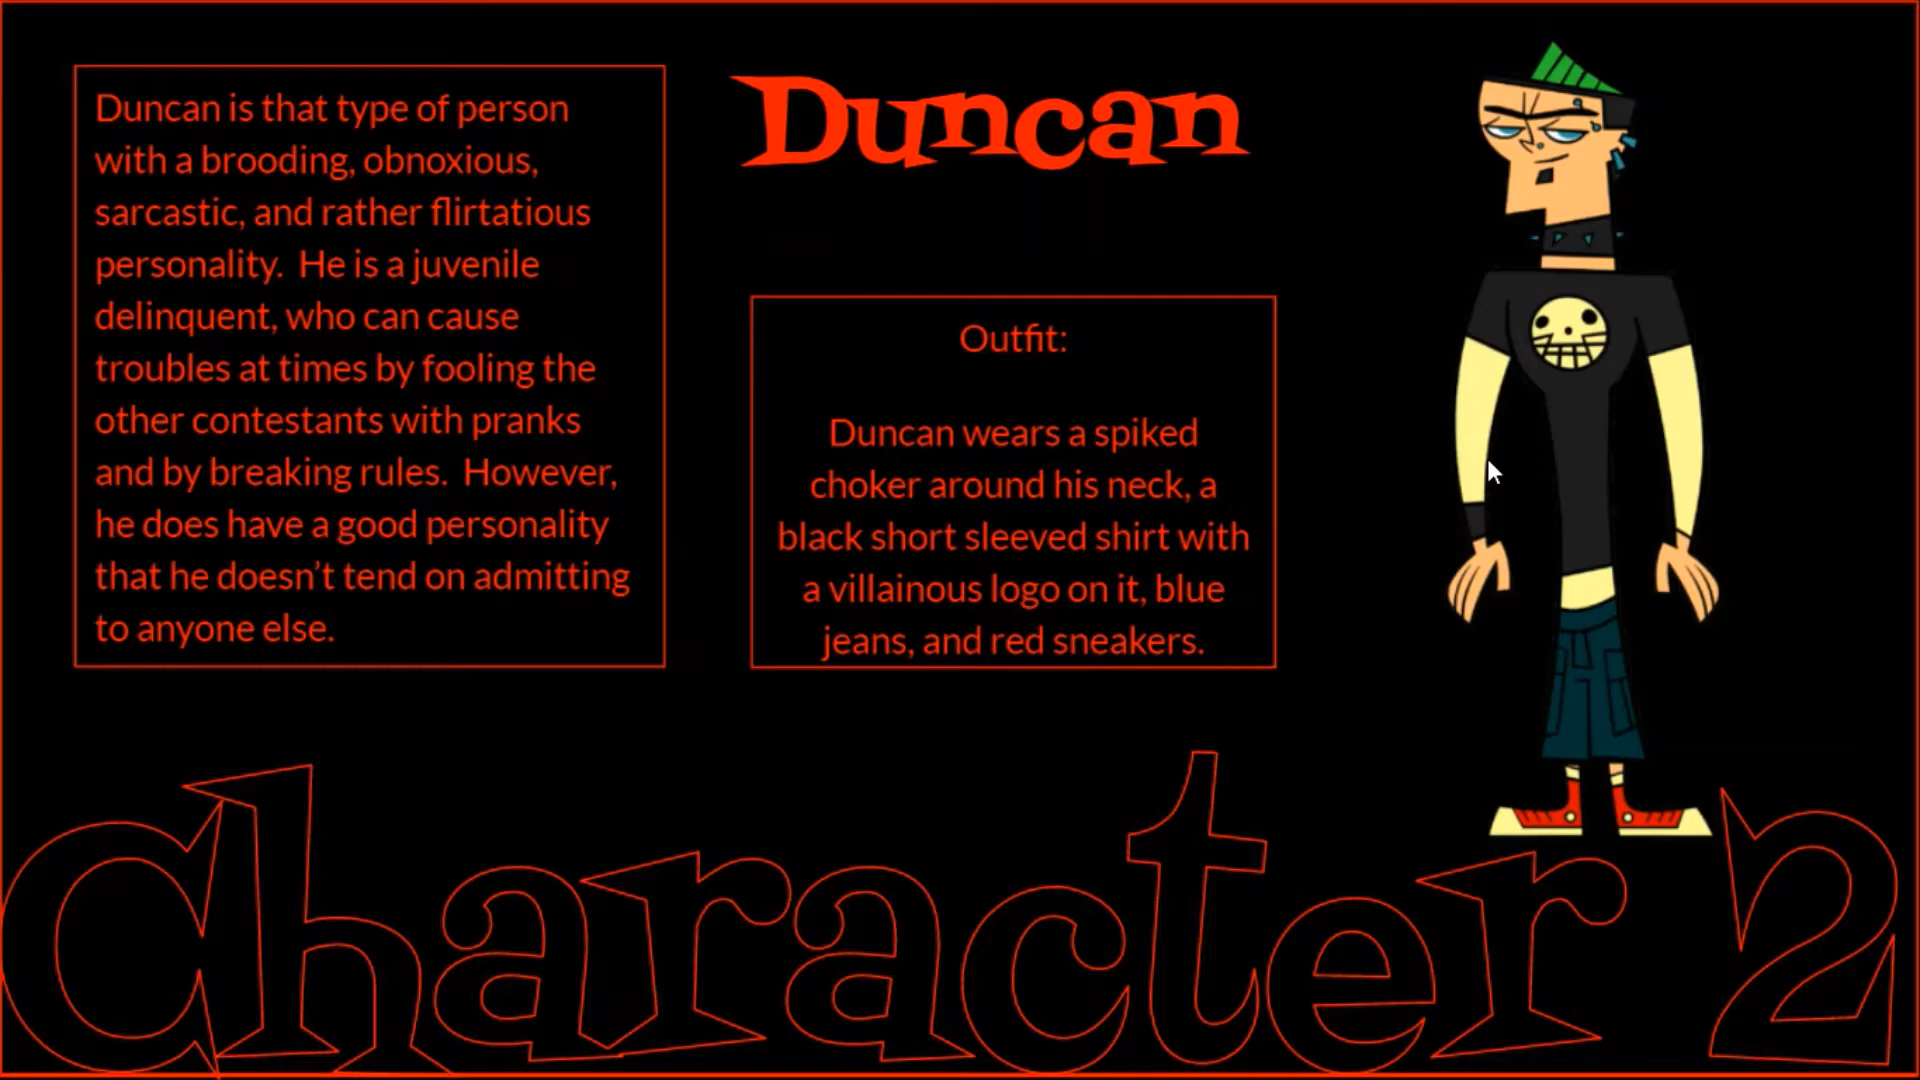 Duncan
Duncan is that type of person
with a brooding, obnoxious,
sarcastic, and rather flirtatious
personality.  He is a juvenile
delinquent, who can cause
troubles at times by fooling the
other contestants with pranks
and by breaking rules.  However,
he does have a good personality
that he doesn’t tend on admitting
to anyone else.
Outfit:
Duncan wears a spiked
choker around his neck, a
black short sleeved shirt with
a villainous logo on it, blue
jeans, and red sneakers.
Character 2